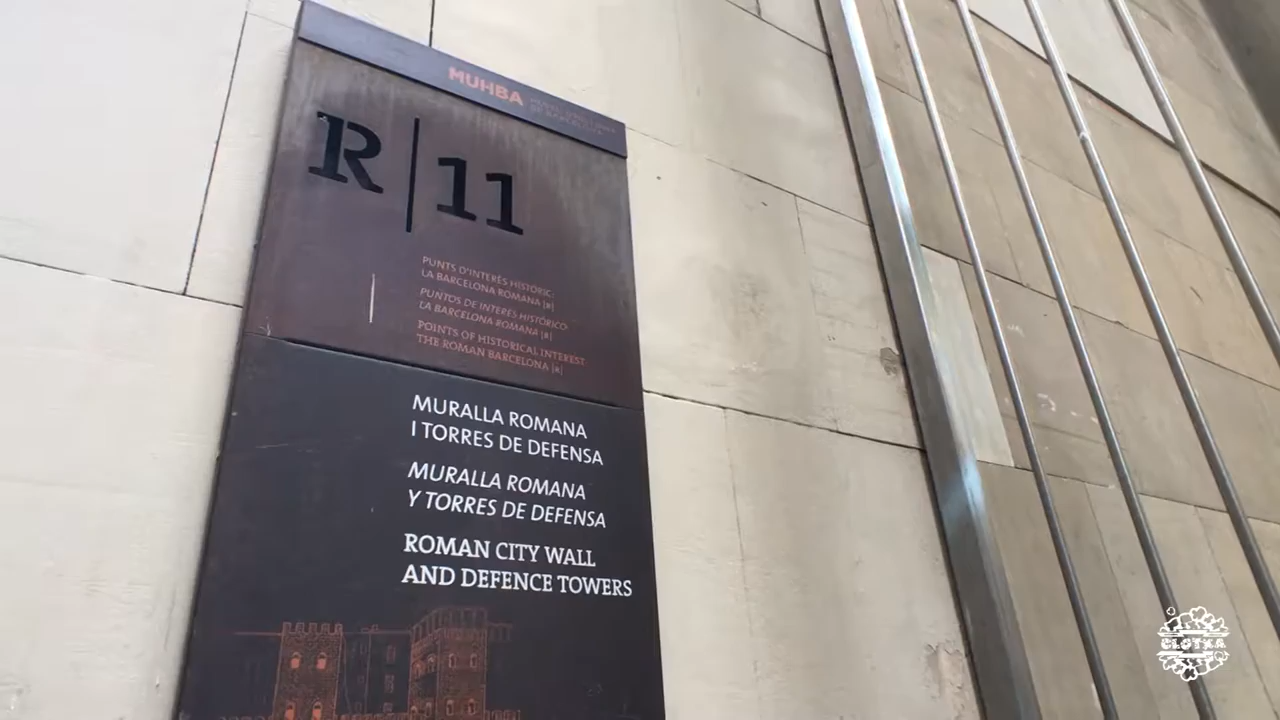 MUHBA MUSEU D'HISTÒRIA
DE BARCELONA
R|11
PUNTS D'INTERÈS HISTÒRIC:
LA BARCELONA ROMANA |R|
PUNTOS DE INTERÉS HISTÓRICO:
LA BARCELONA ROMANA |R|
POINTS OF HISTORICAL INTEREST:
THE ROMAN BARCELONA |R|
MURALLA ROMANA
I TORRES DE DEFENSA
MURALLA ROMANA
Y TORRES DE DEFENSA
ROMAN CITY WALL
AND DEFENCE TOWERS
CLOTXA